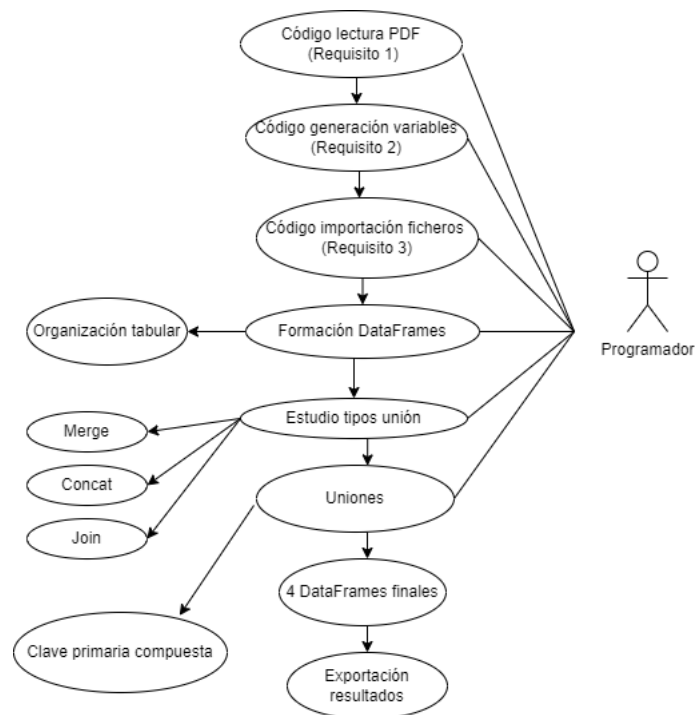 Código lectura PDF
(Requisito 1)
Código generación variables
(Requisito 2)
Código importación ficheros
(Requisito 3)
Organización tabular
Formación DataFrames
Programador
Estudio tipos unión
Merge
Concat
Join
Uniones
4 DataFrames finales
Clave primaria compuesta
Exportación
resultados